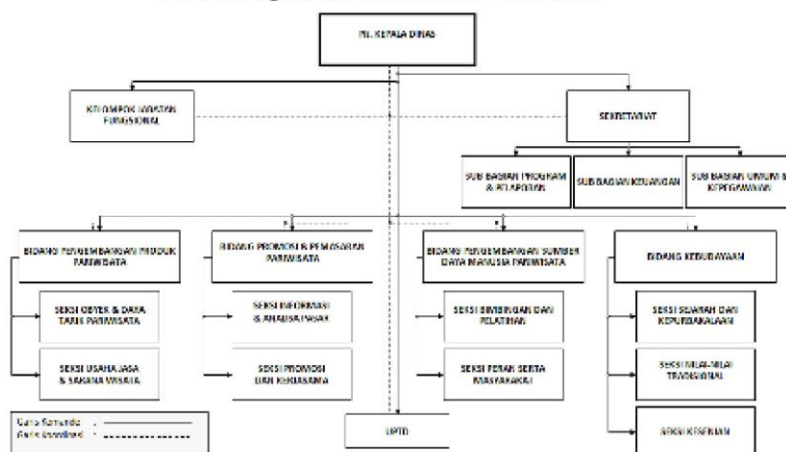 Plt. KEPALA DINAS
KELOMPOK JABATAN
FUNGSIONAL
SEKRETARIAT
SUB BAGIAN PROGRAM
& PELAPORAN
SUB BAGIAN KEUANGAN
SUB BAGIAN UMUM &
KEPEGAWAIAN
BIDANG PENGEMBANGAN PRODUK
PARIWISATA
BIDANG PROMOSI & PEMASARAN
PARIWISATA
BIDANG PENGEMBANGAN SUMBER
DAYA MANUSIA PARIWISATA
BIDANG KEBUDAYAAN
SEKSI OBYEK & DAYA
TARIK PARIWISATA
SEKSI INFORMASI
& ANALISA PASAR
SEKSI BIMBINGAN DAN
PELATIHAN
SEKSI SEJARAH DAN
KEPURBAKALAAN
SEKSI USAHA JASA
& SARANA WISATA
SEKSI PROMOSI
DAN KERJASAMA
SEKSI PERAN SERTA
MASYARAKAT
SEKSI NILAI-NILAI
TRADISIONAL
SEKSI KESENIAN
UPTD
Garis Komando :
Garis Koordinasi :